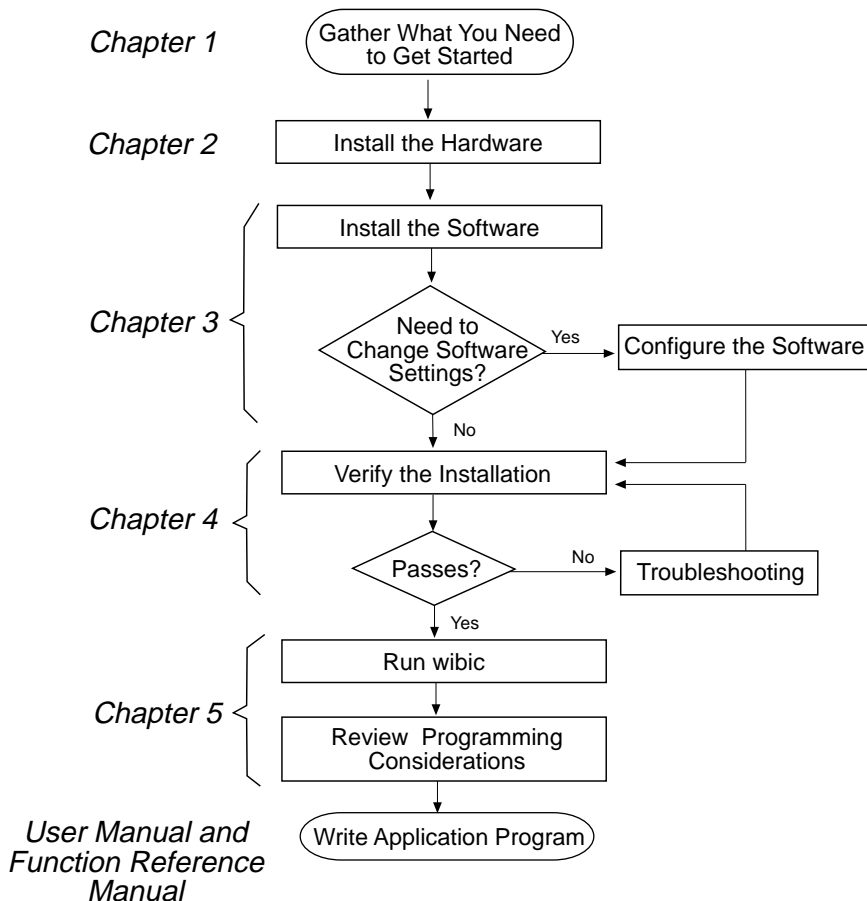 Chapter 1
Gather What You Need
to Get Started
Chapter 2
Install the Hardware
Install the Software
Chapter 3
Need to
Change Software
Settings?
Yes
Configure the Software
No
Verify the Installation
Chapter 4
Passes?
No
Troubleshooting
Yes
Run wibic
Chapter 5
Review Programming
Considerations
User Manual and
Function Reference
Manual
Write Application Program